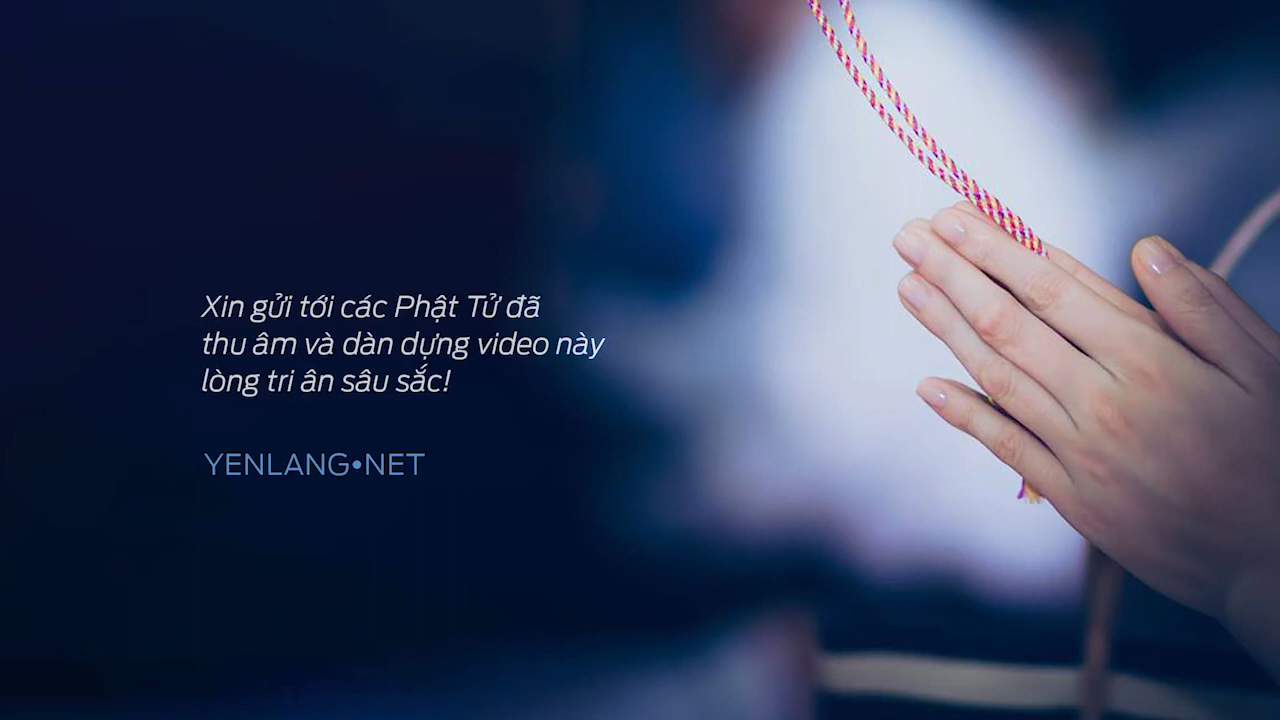 Xin gửi tới các Phật Tử đã
thu âm và dàn dựng video này
lòng tri ân sâu sắc!
YENLANG•NET